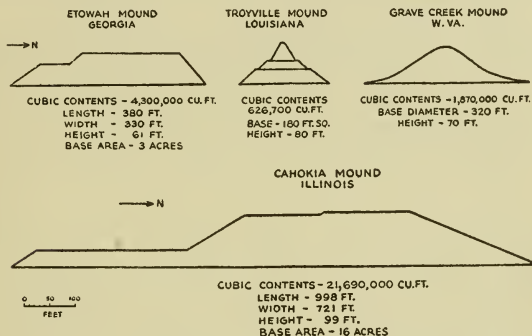 ETOWAH MOUND
GEORGIA
N
CUBIC CONTENTS - 4,300,000 CU.FT.
LENGTH - 380 FT.
WIDTH - 330 FT.
HEIGHT - 61 FT.
BASE AREA - 3 ACRES
TROYVILLE MOUND
LOUISIANA
CUBIC CONTENTS
626,700 CU.FT.
BASE - 180 FT. SQ.
HEIGHT - 80 FT.
GRAVE CREEK MOUND
W. VA.
CUBIC CONTENTS - 1,870,000 CU.FT.
BASE DIAMETER - 320 FT.
HEIGHT - 70 FT.
CAHOKIA MOUND
ILLINOIS
N
CUBIC CONTENTS - 21,690,000 CU.FT.
LENGTH - 998 FT.
WIDTH - 721 FT.
HEIGHT - 99 FT.
BASE AREA - 16 ACRES
0 50 100
FEET